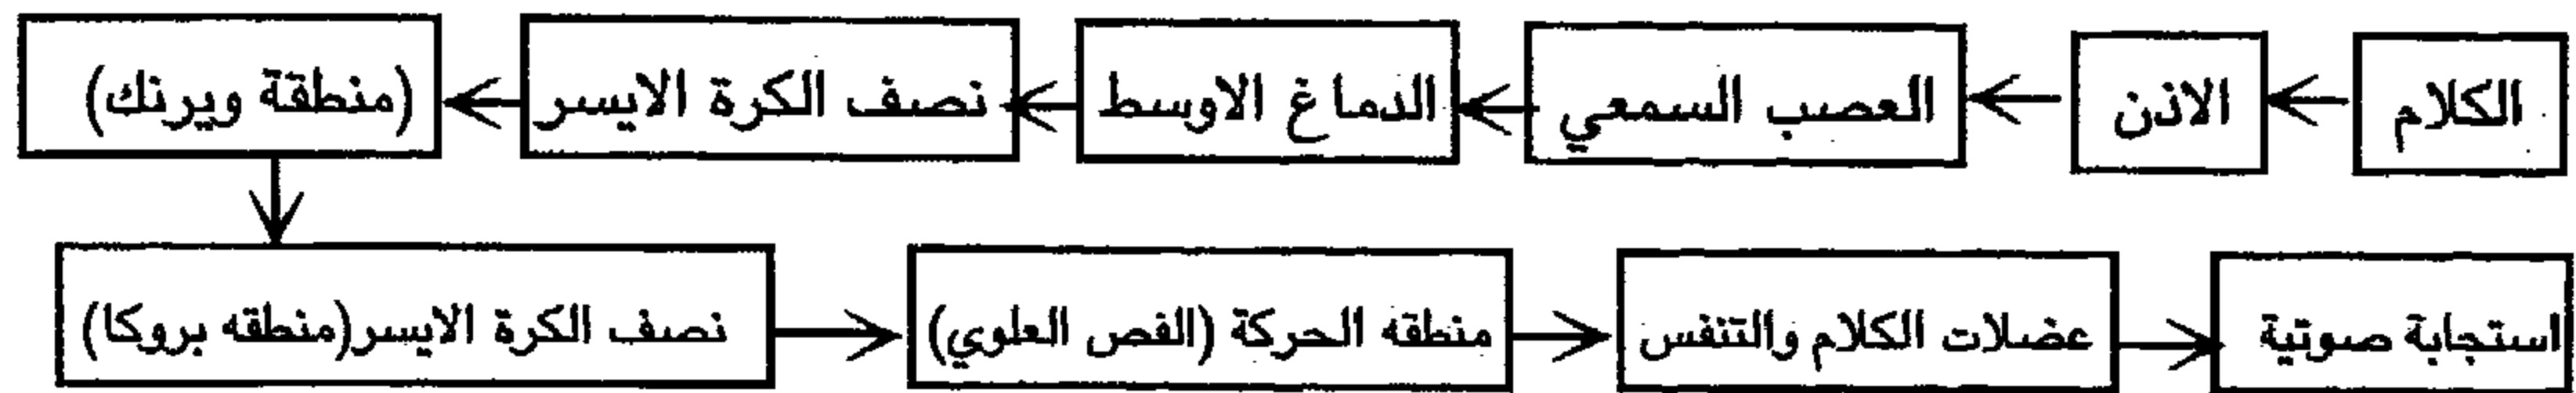 الكلام
الاذن
العصب السمعي
الدماغ الاوسط
نصف الكرة الايسر
(منطقة ويرنك)
نصف الكرة الايسر(منطقه بروكا)
منطقه الحركة (الفص العلوي)
عضلات الكلام والتنفس
استجابة صوتية